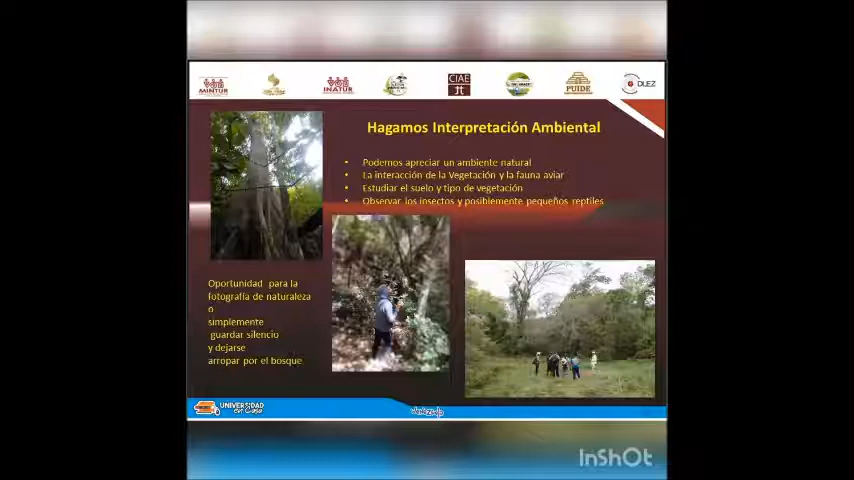 MINTUR
INATUR
CIAE
PUIDE
DLEZ
Hagamos Interpretación Ambiental
• Podemos apreciar un ambiente natural
• La interacción de la Vegetación y la fauna aviar
• Estudiar el suelo y tipo de vegetación
• Observar los insectos y posiblemente pequeños reptiles
Oportunidad para la
fotografía de naturaleza
o
simplemente
guardar silencio
y dejarse
arropar por el bosque
UNIVERSIDAD
en Casa
InShOt